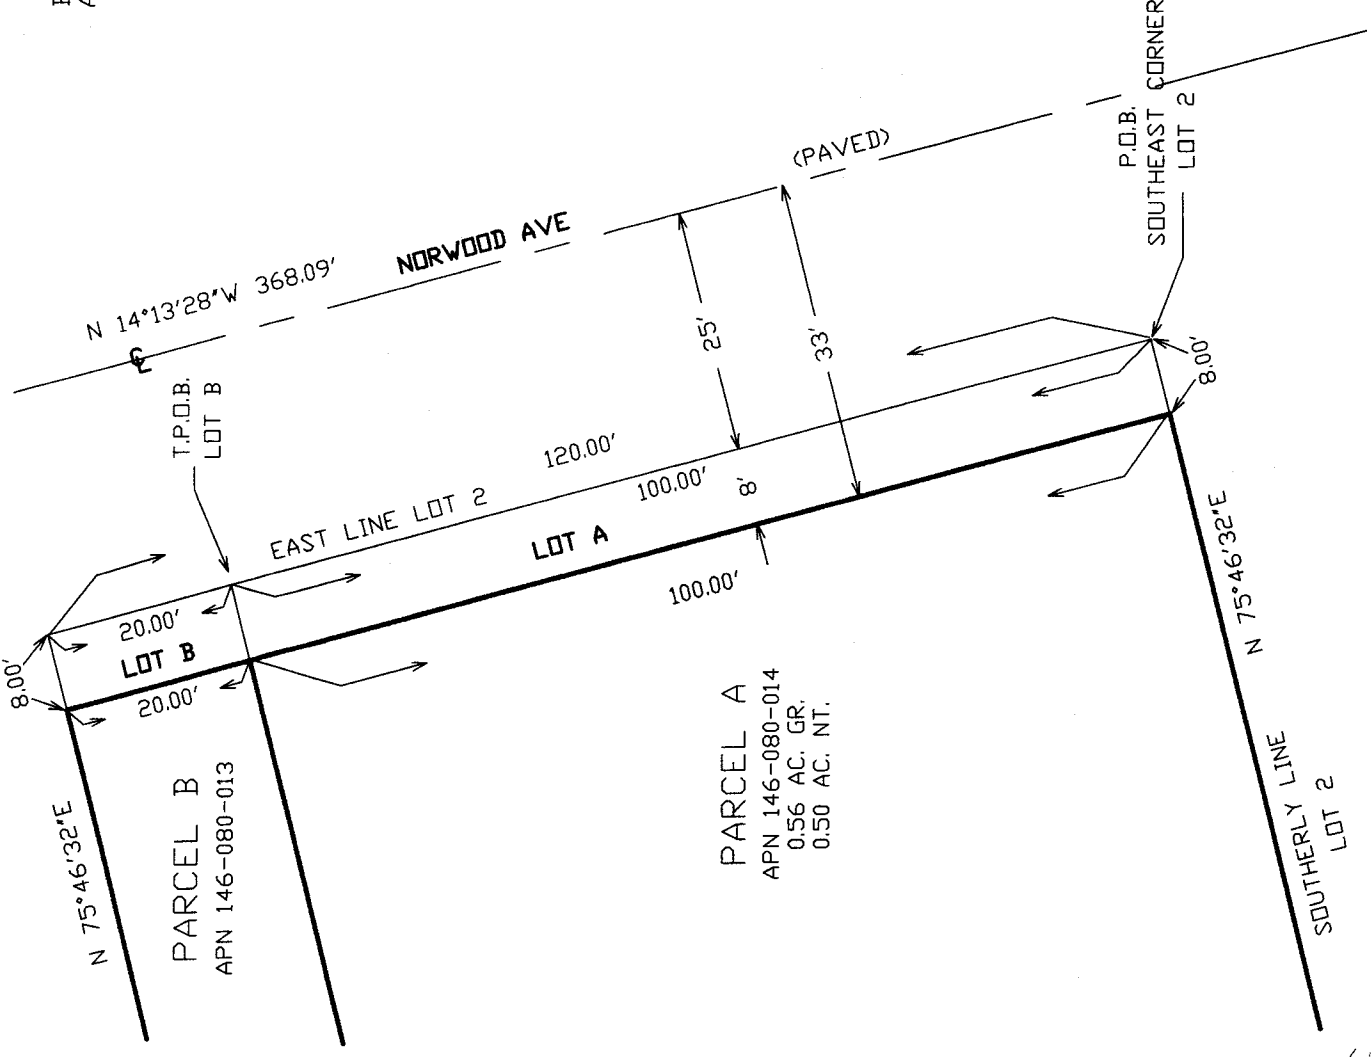 P.O.B.
SOUTHEAST CORNER
LOT 2
(PAVED)
NORWOOD AVE
N 14°13'28"W 368.09'
℄
T.P.O.B.
LOT B
25'
33'
8.00'
120.00'
100.00'
8'
EAST LINE LOT 2
LOT A
100.00'
20.00'
LOT B
8.00'
20.00'
N 75°46'32"E
PARCEL B
APN 146-080-013
PARCEL A
APN 146-080-014
0.56 AC. GR.
0.50 AC. NT.
N 75°46'32"E
SOUTHERLY LINE
LOT 2